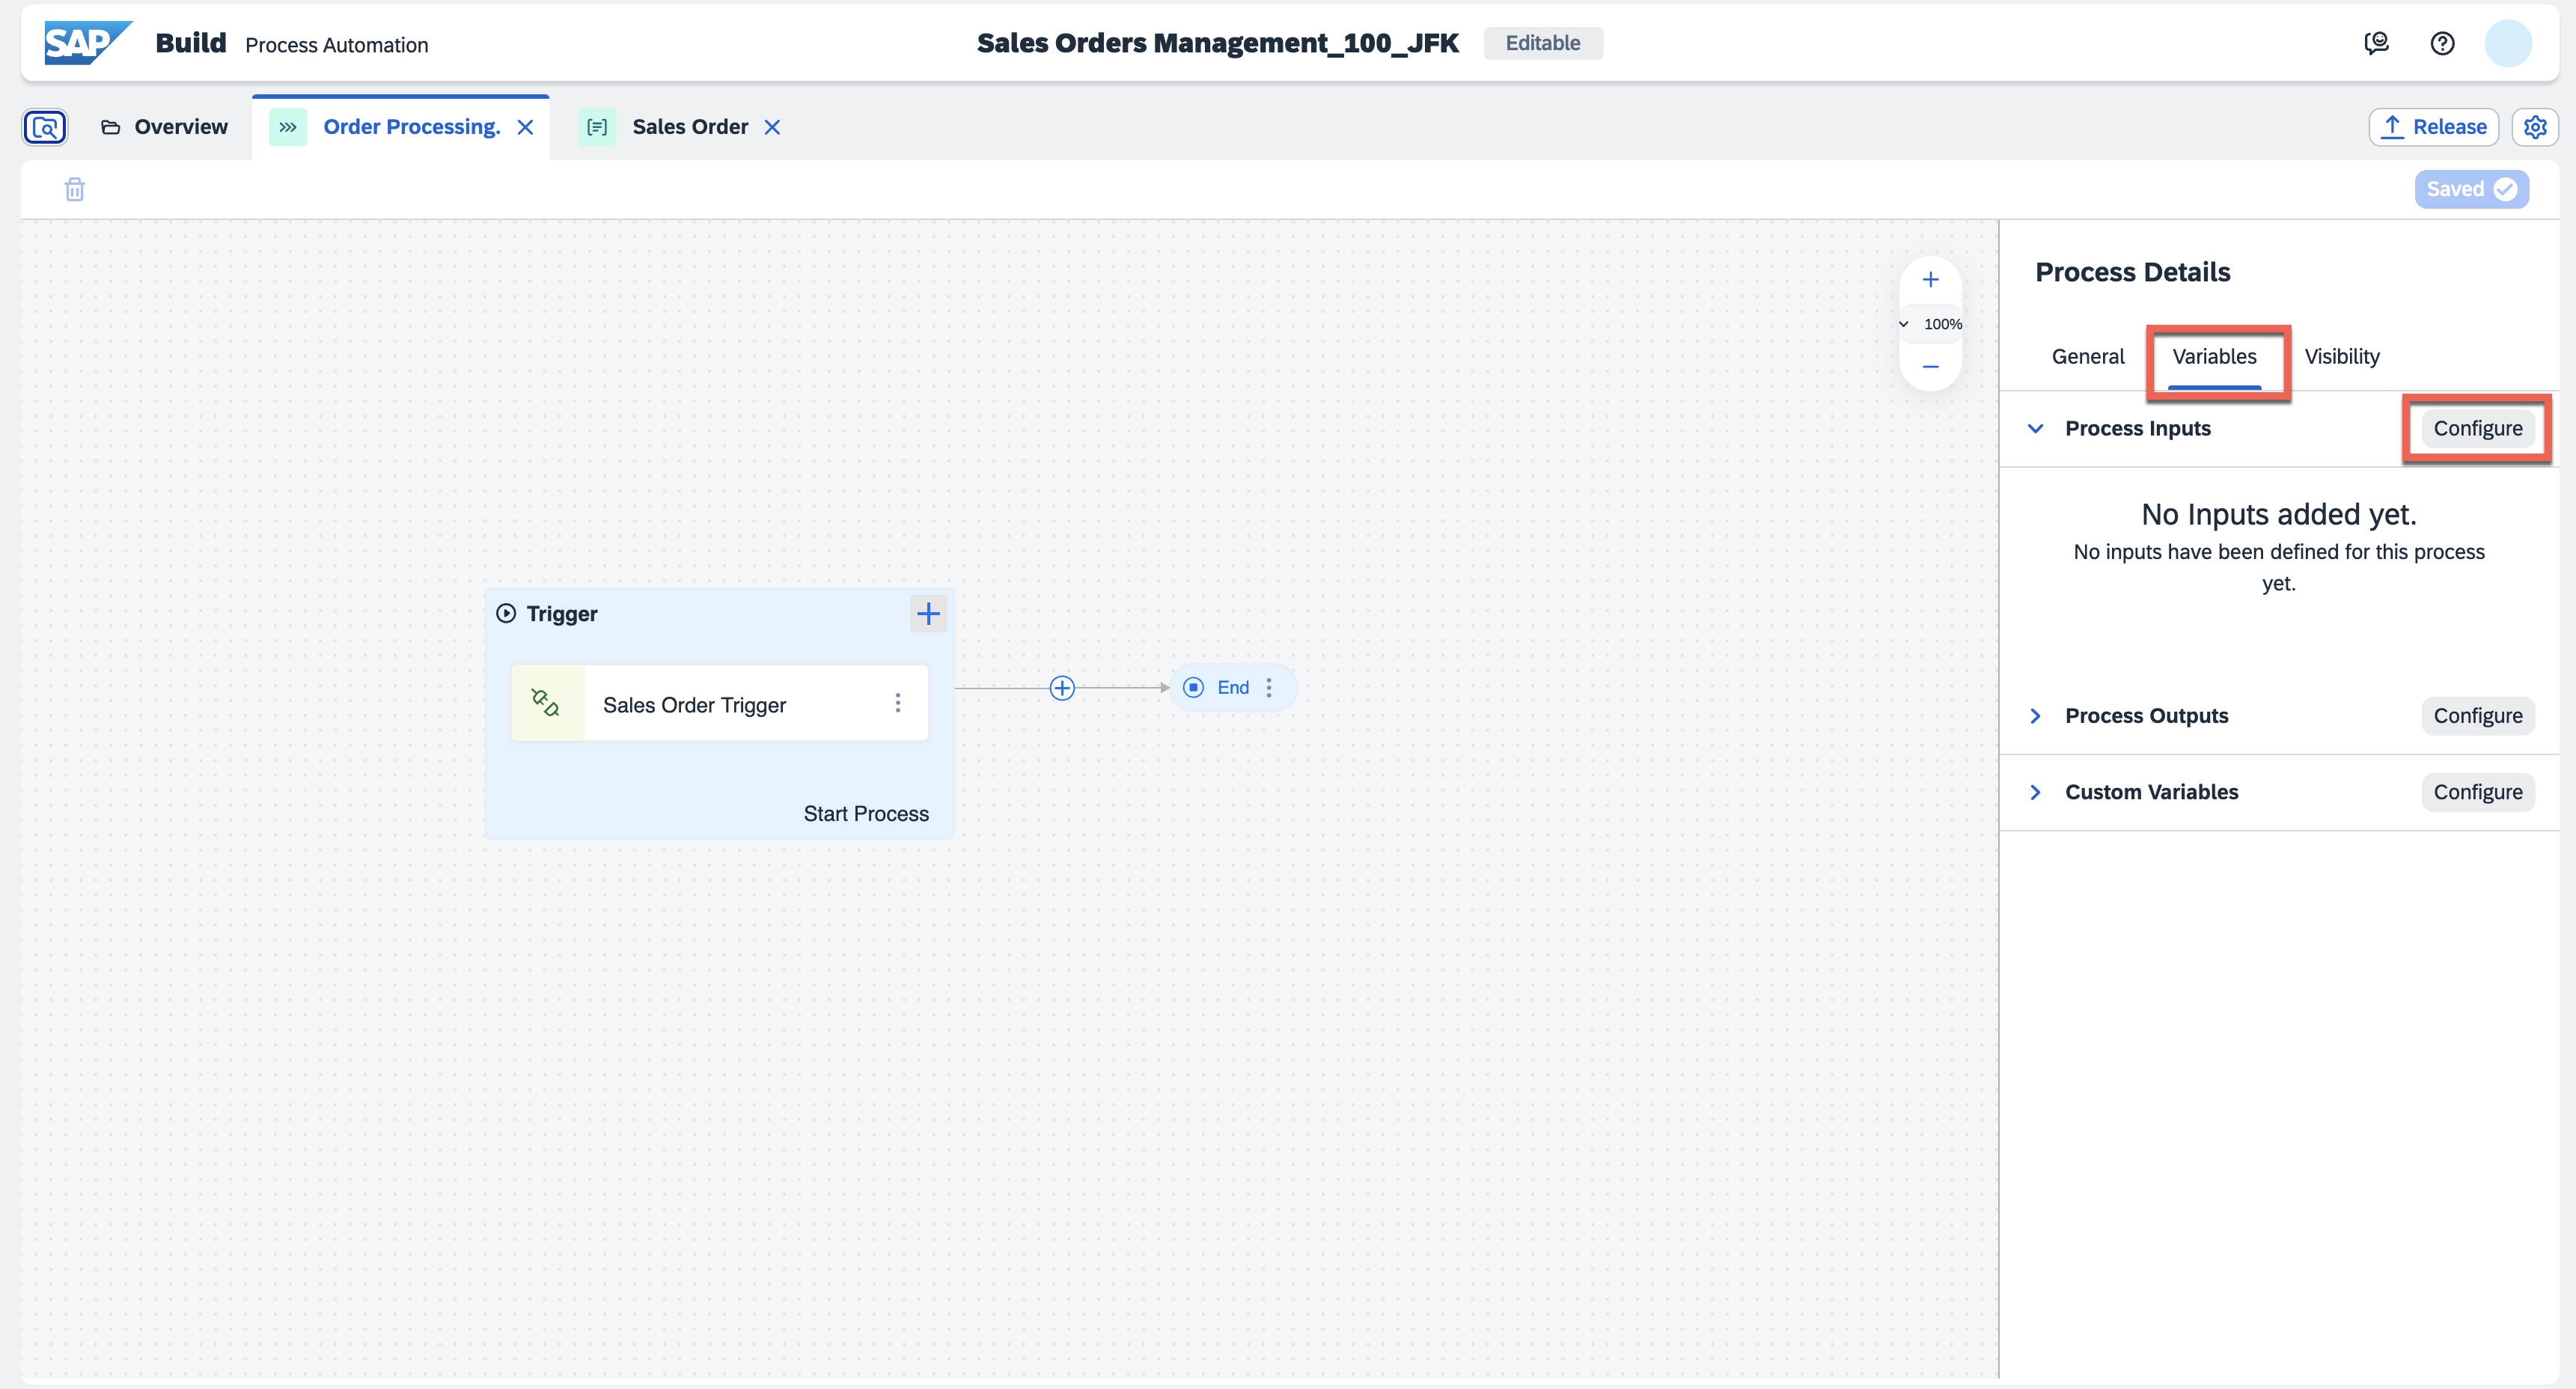 SAP Build Process Automation
Sales Orders Management_100_JFK Editable
Overview
Order Processing.
Sales Order
Release
Saved
100%
Trigger
Sales Order Trigger
Start Process
End
Process Details
General Variables Visibility
Process Inputs Configure
No Inputs added yet.
No inputs have been defined for this process
yet.
Process Outputs Configure
Custom Variables Configure